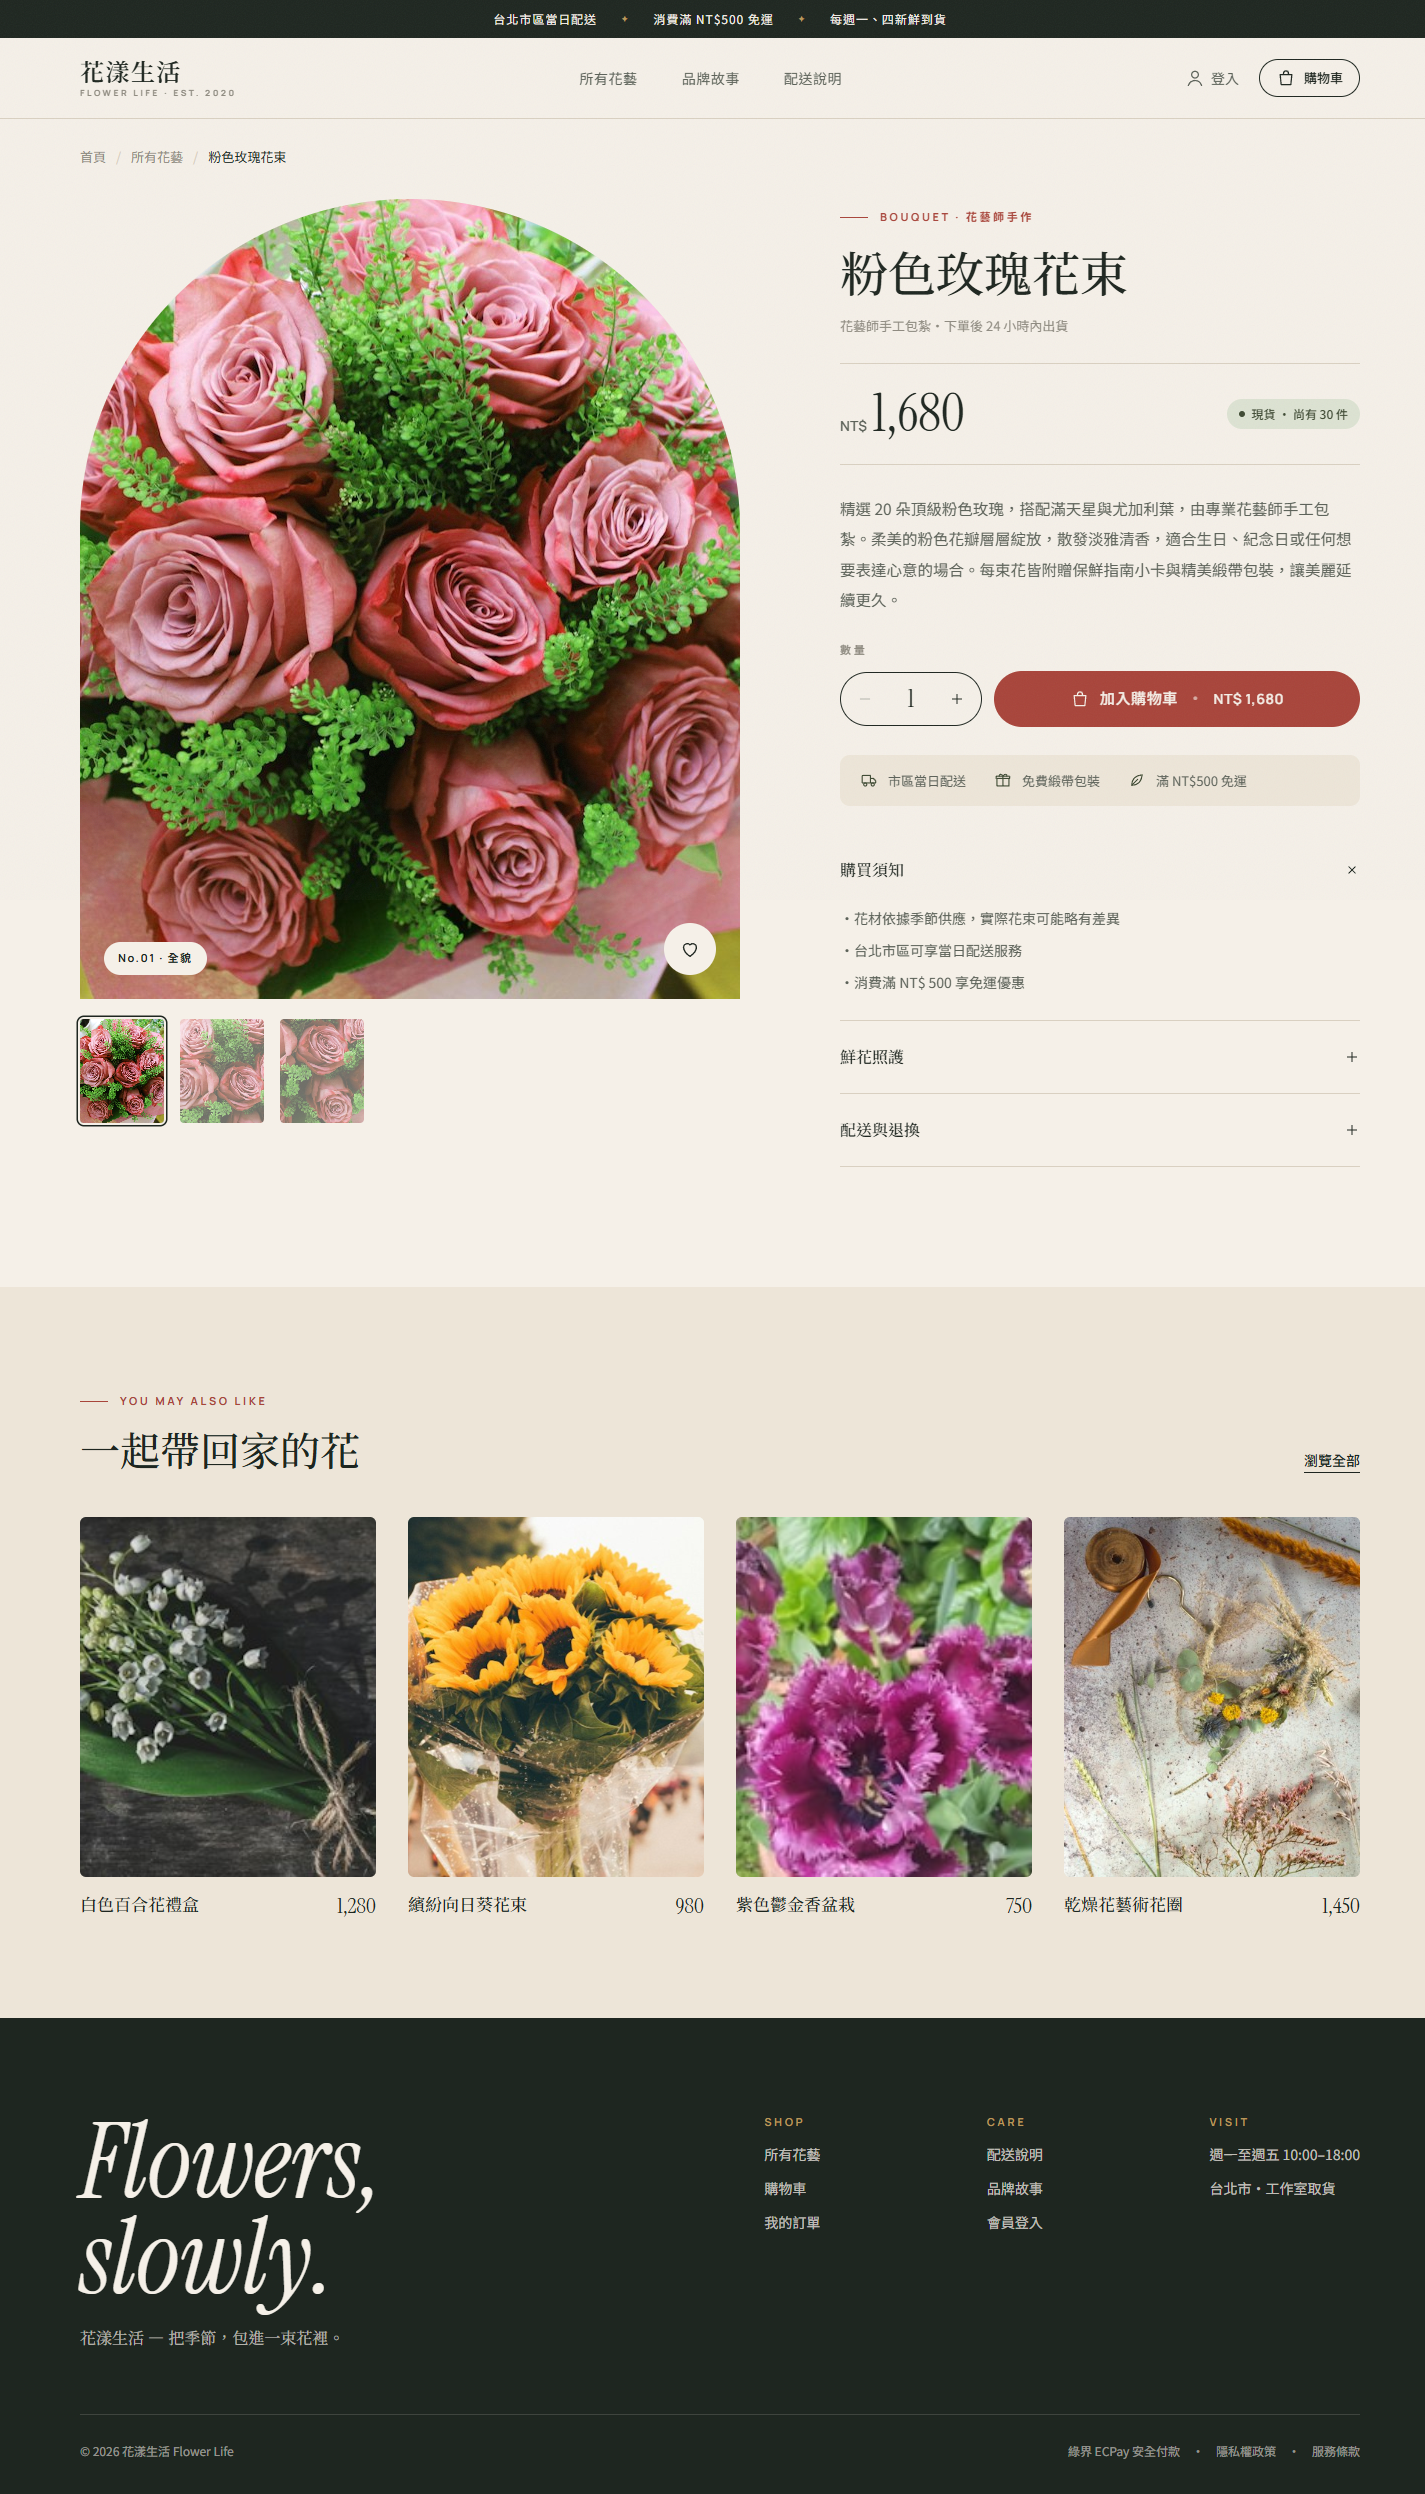 台北市區當日配送 ✦ 消費滿 NT$500 免運 ✦ 每週一、四新鮮到貨
花漾生活
FLOWER LIFE · EST. 2020
所有花藝 品牌故事 配送說明
登入 購物車
首頁 / 所有花藝 / 粉色玫瑰花束
BOUQUET · 花藝師手作
粉色玫瑰花束
花藝師手工包紮・下單後 24 小時內出貨
NT$ 1,680
現貨 · 尚有 30 件
精選 20 朵頂級粉色玫瑰，搭配滿天星與尤加利葉，由專業花藝師手工包
紮。柔美的粉色花瓣層層綻放，散發淡雅清香，適合生日、紀念日或任何想
要表達心意的場合。每束花皆附贈保鮮指南小卡與精美緞帶包裝，讓美麗延
續更久。
數量
− 1 +
加入購物車 • NT$ 1,680
市區當日配送 免費緞帶包裝 滿 NT$500 免運
購買須知
・花材依據季節供應，實際花束可能略有差異
・台北市區可享當日配送服務
・消費滿 NT$ 500 享免運優惠
鮮花照護
配送與退換
No.01 · 全貌
YOU MAY ALSO LIKE
一起帶回家的花
瀏覽全部
白色百合花禮盒 1,280
繽紛向日葵花束 980
紫色鬱金香盆栽 750
乾燥花藝術花圈 1,450
Flowers,
slowly.
花漾生活 — 把季節，包進一束花裡。
SHOP
所有花藝
購物車
我的訂單
CARE
配送說明
品牌故事
會員登入
VISIT
週一至週五 10:00–18:00
台北市・工作室取貨
© 2026 花漾生活 Flower Life
綠界 ECPay 安全付款 • 隱私權政策 • 服務條款